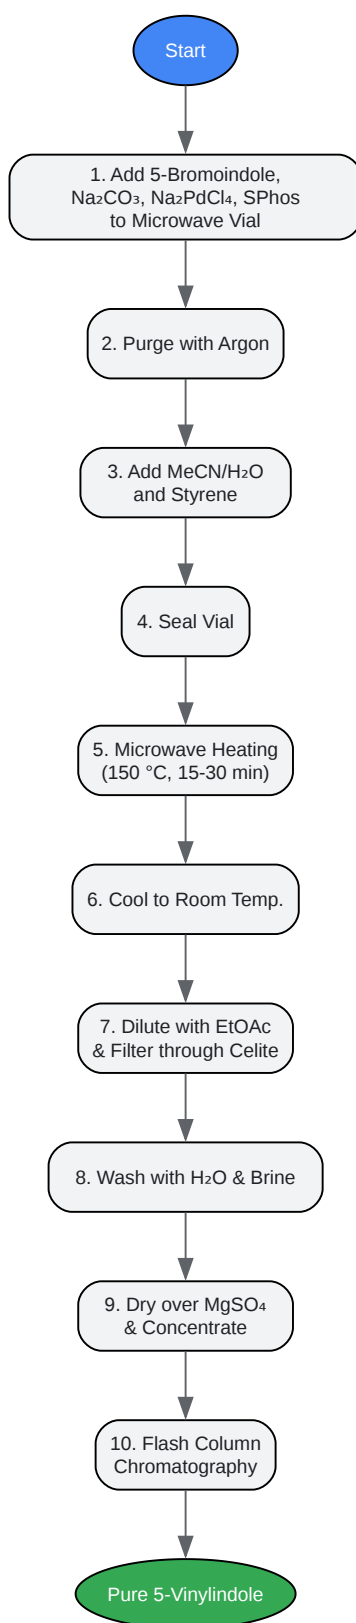 Start
1. Add 5-Bromoindole,
Na₂CO₃, Na₂PdCl₄, SPhos
to Microwave Vial
2. Purge with Argon
3. Add MeCN/H₂O
and Styrene
4. Seal Vial
5. Microwave Heating
(150 °C, 15-30 min)
6. Cool to Room Temp.
7. Dilute with EtOAc
& Filter through Celite
8. Wash with H₂O & Brine
9. Dry over MgSO₄
& Concentrate
10. Flash Column
Chromatography
Pure 5-Vinylindole